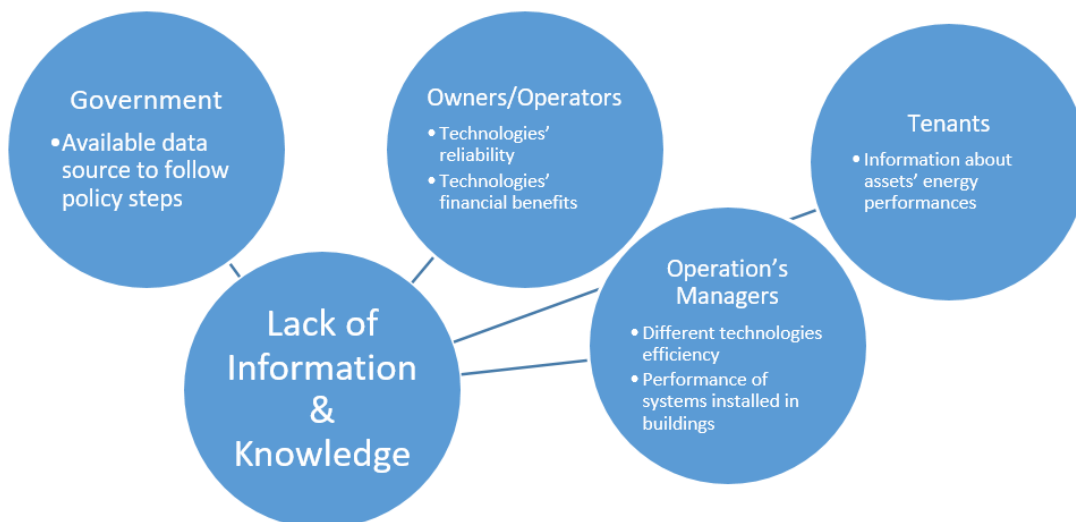 Government
•Available data
source to follow
policy steps
Owners/Operators
• Technologies’
reliability
• Technologies’
financial benefits
Tenants
• Information about
assets’ energy
performances
Operation’s
Managers
• Different technologies
efficiency
• Performance of
systems installed in
buildings
Lack of
Information
&
Knowledge